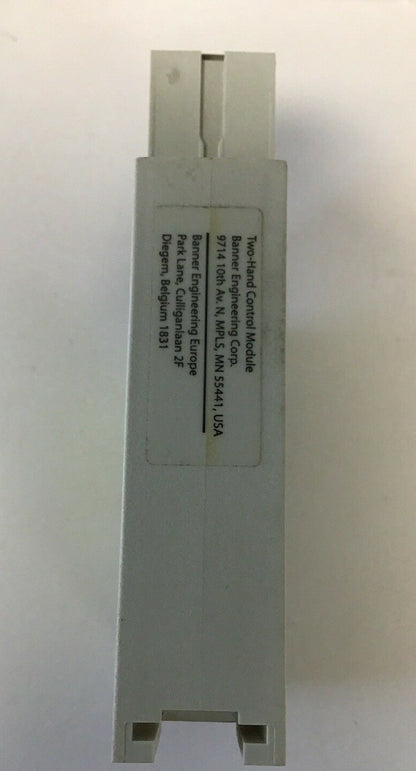 Two-Hand Control Module
Banner Engineering Corp.
9714 10th Av. N, MPLS, MN 55441, USA
Banner Engineering Europe
Park Lane, Culliganlaan 2F
Diegem, Belgium 1831